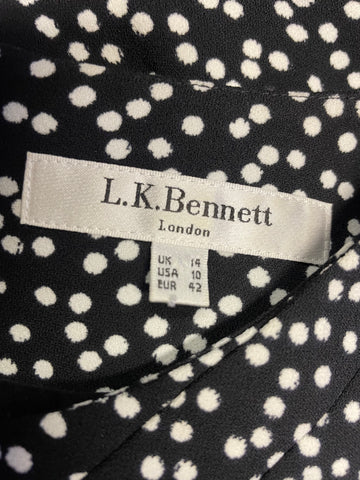 L.K.Bennett
London
UK 14
USA 10
EUR 42